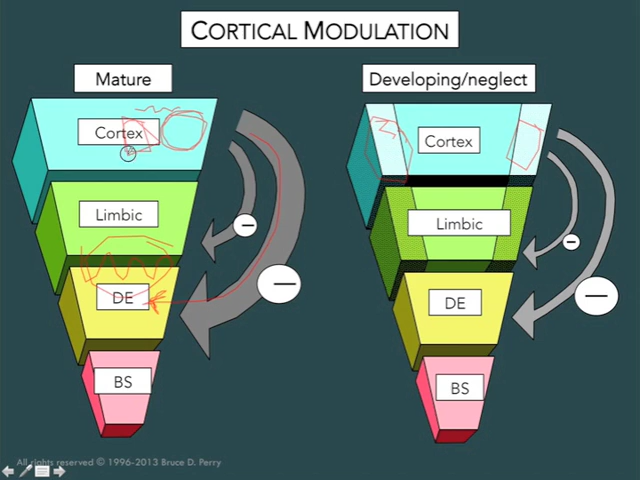 CORTICAL MODULATION
Mature
Developing/neglect
Cortex
Limbic
DE
BS
Cortex
Limbic
DE
BS
All rights reserved © 1996-2013 Bruce D. Perry